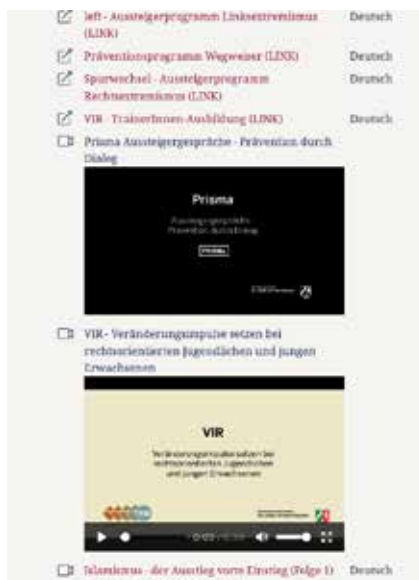 left - Aussteigerprogramm Linksextremismus Deutsch
(LINK)
Präventionsprogramm Wegweiser (LINK) Deutsch
Spurwechsel - Aussteigerprogramm Deutsch
Rechtsextremismus (LINK)
VIR - TrainerInnen-Ausbildung (LINK) Deutsch
Prisma Aussteigergespräche - Prävention durch
Dialog
Prisma
Aussteigergespräche
Prävention durch Dialog
PRISMA
VIR - Veränderungsimpulse setzen bei
rechtsorientierten Jugendlichen und jungen
Erwachsenen
VIR
Veränderungsimpulse setzen bei
rechtsorientierten Jugendlichen
und jungen Erwachsenen
Islamismus - der Ausstieg vorm Einstieg (Folge 1) Deutsch